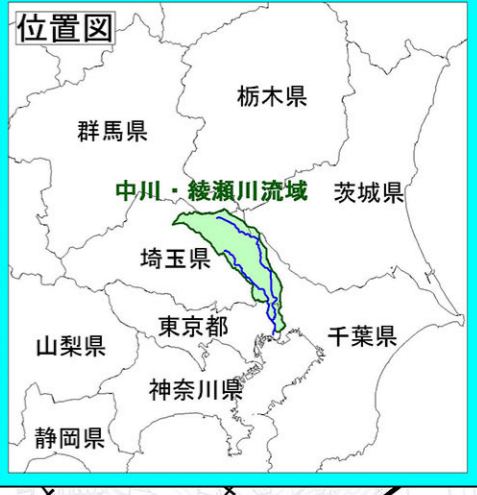 位置図
栃木県
群馬県
中川・綾瀬川流域
茨城県
埼玉県
東京都
千葉県
山梨県
神奈川県
静岡県